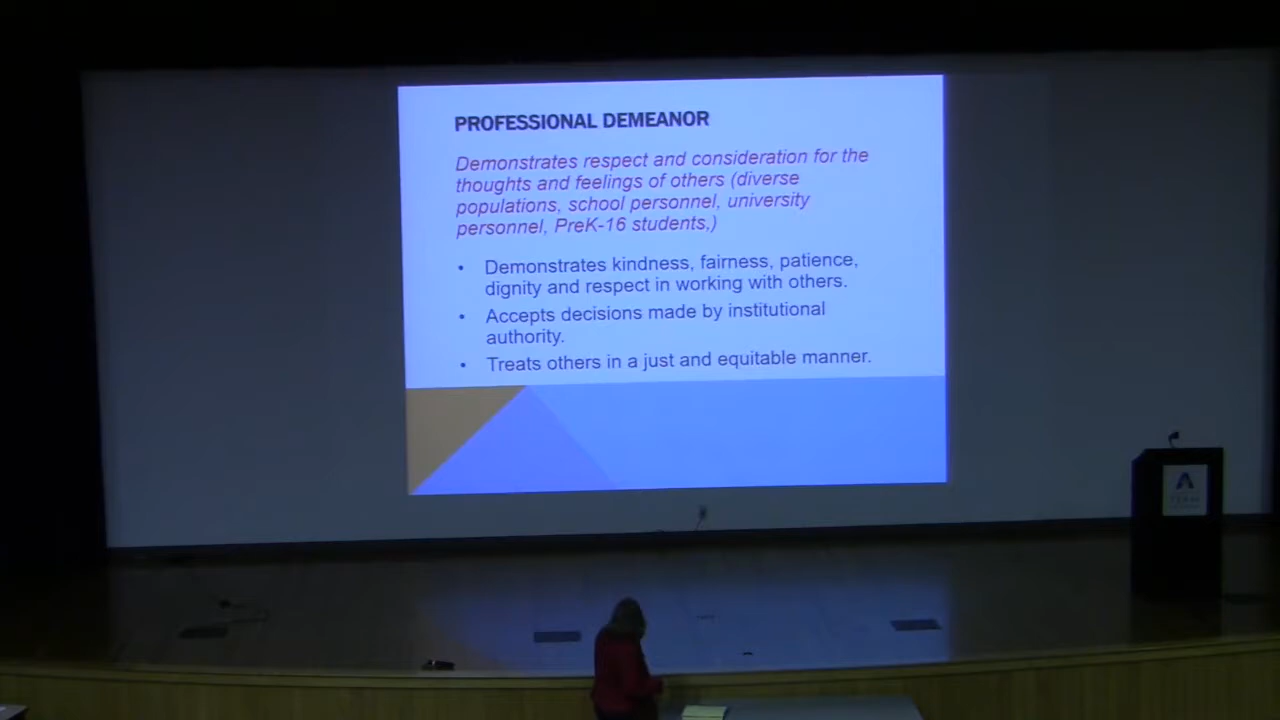 PROFESSIONAL DEMEANOR
Demonstrates respect and consideration for the
thoughts and feelings of others (diverse
populations, school personnel, university
personnel, PreK-16 students,)
• Demonstrates kindness, fairness, patience,
dignity and respect in working with others.
• Accepts decisions made by institutional
authority.
• Treats others in a just and equitable manner.